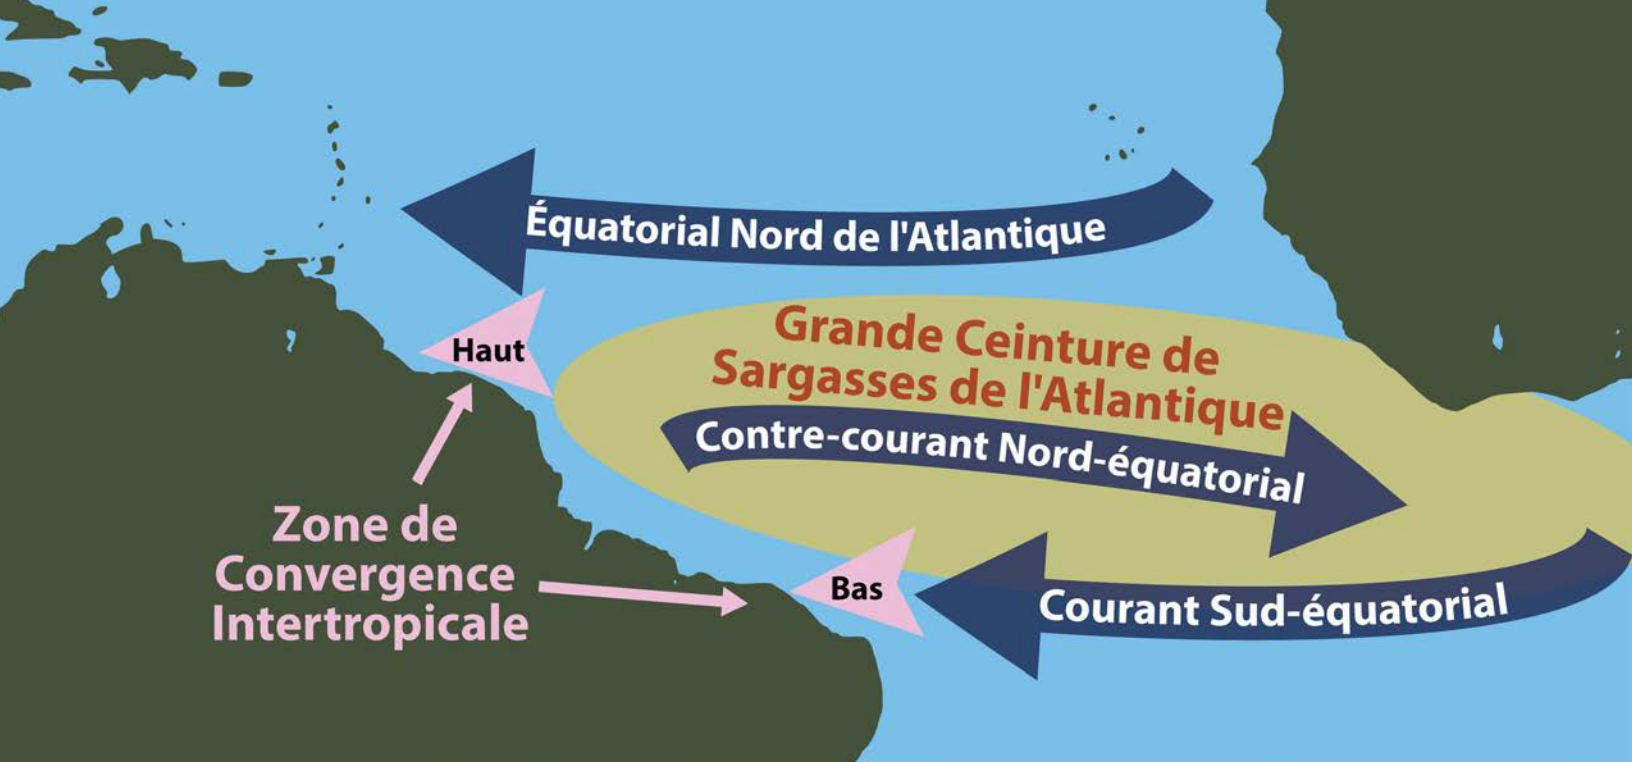 Équatorial Nord de l'Atlantique
Grande Ceinture de
Sargasses de l'Atlantique
Haut
Contre-courant Nord-équatorial
Zone de
Convergence
Intertropicale
Bas
Courant Sud-équatorial